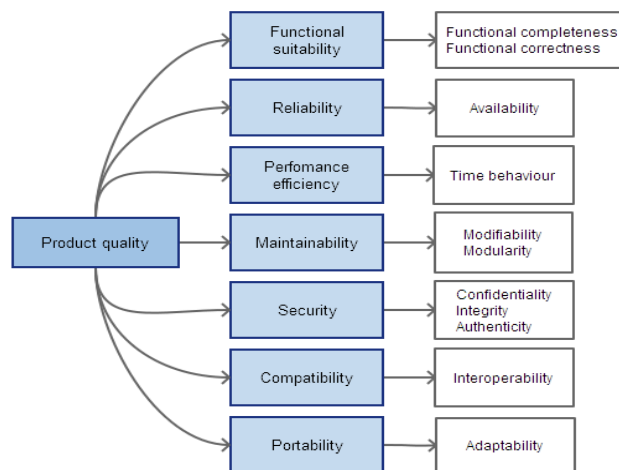 Functional
suitability
Functional completeness
Functional correctness
Reliability
Availability
Perfomance
efficiency
Time behaviour
Product quality
Maintainability
Modifiability
Modularity
Security
Confidentiality
Integrity
Authenticity
Compatibility
Interoperability
Portability
Adaptability